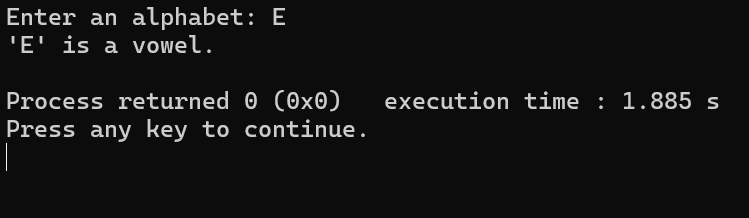 Enter an alphabet: E
'E' is a vowel.
Process returned 0 (0x0)   execution time : 1.885 s
Press any key to continue.